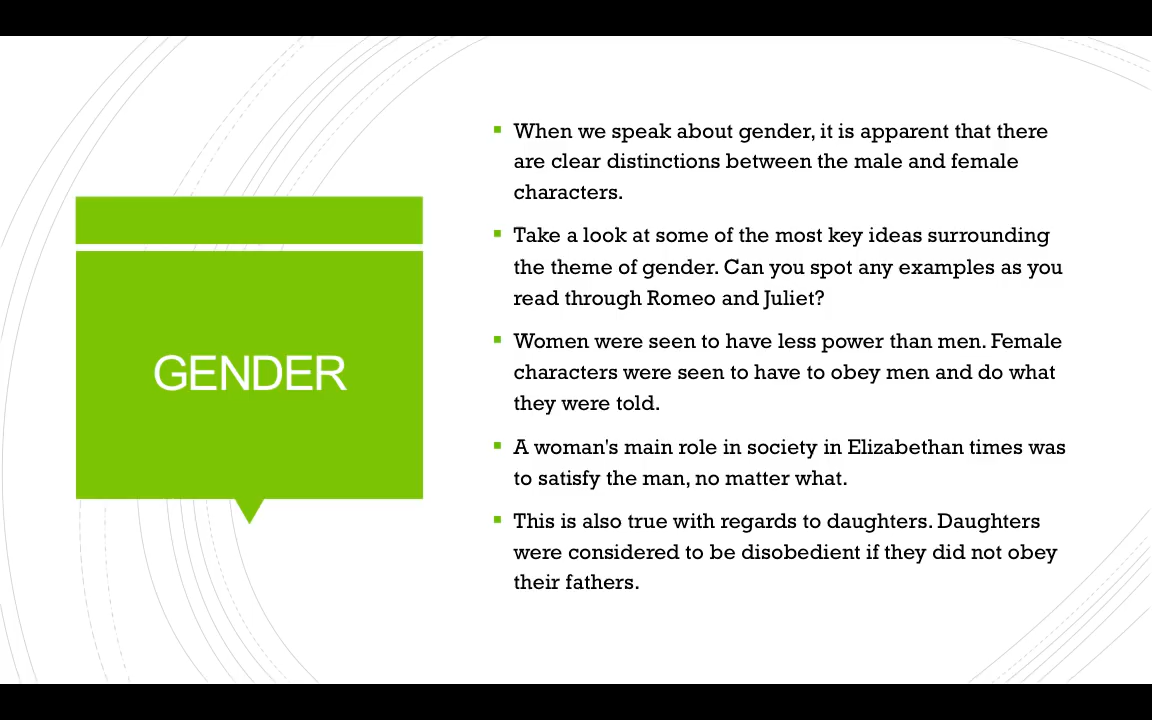 GENDER
When we speak about gender, it is apparent that there
are clear distinctions between the male and female
characters.
Take a look at some of the most key ideas surrounding
the theme of gender. Can you spot any examples as you
read through Romeo and Juliet?
Women were seen to have less power than men. Female
characters were seen to have to obey men and do what
they were told.
A woman's main role in society in Elizabethan times was
to satisfy the man, no matter what.
This is also true with regards to daughters. Daughters
were considered to be disobedient if they did not obey
their fathers.